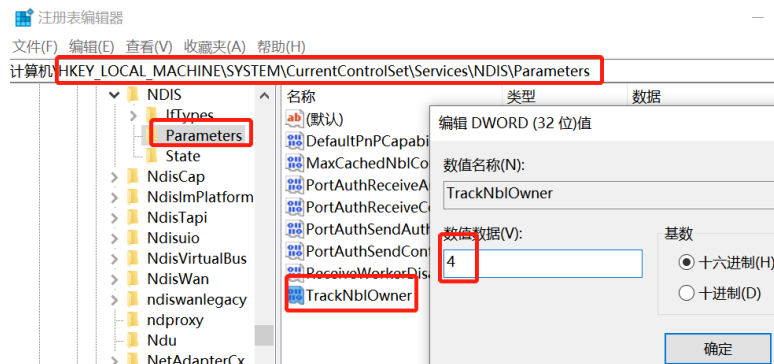 注册表编辑器
文件(F) 编辑(E) 查看(V) 收藏夹(A) 帮助(H)
计算机\HKEY_LOCAL_MACHINE\SYSTEM\CurrentControlSet\Services\NDIS\Parameters
NDIS
IfTypes
Parameters
State
NdisCap
NdisImPlatform
NdisTapi
Ndisuio
NdisVirtualBus
NdisWan
ndiswanlegacy
ndproxy
Ndu
NetAdapterCx
名称 类型 数据
ab (默认)
DefaultPnPCapabi
MaxCachedNblCo
PortAuthReceiveA
PortAuthReceiveC
PortAuthSendAuth
PortAuthSendCont
ReceiveWorkerDisa
TrackNblOwner
编辑 DWORD (32 位)值
数值名称(N):
TrackNblOwner
数值数据(V):
4
基数
十六进制(H)
十进制(D)
确定